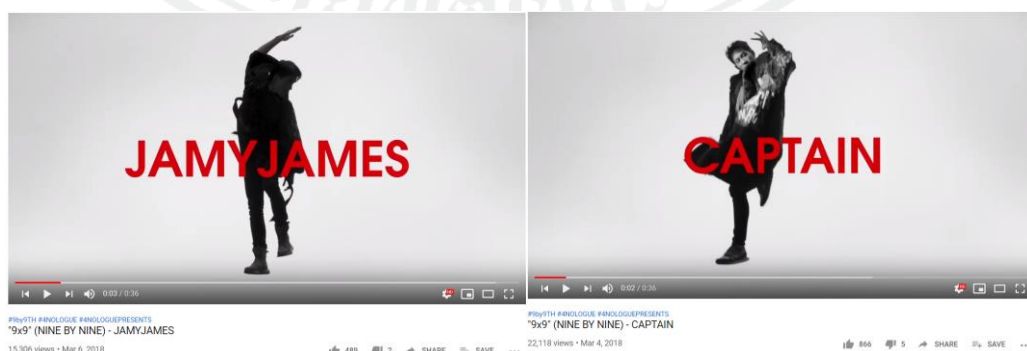 JAMYJAMES
0:03 / 0:36
#9by9TH #4NOLOGUE #4NOLOGUEPRESENTS
"9x9" (NINE BY NINE) - JAMYJAMES
15,306 views • Mar 6, 2018
489 2 SHARE SAVE
CAPTAIN
0:02 / 0:36
#9by9TH #4NOLOGUE #4NOLOGUEPRESENTS
"9x9" (NINE BY NINE) - CAPTAIN
22,118 views • Mar 4, 2018
866 5 SHARE SAVE